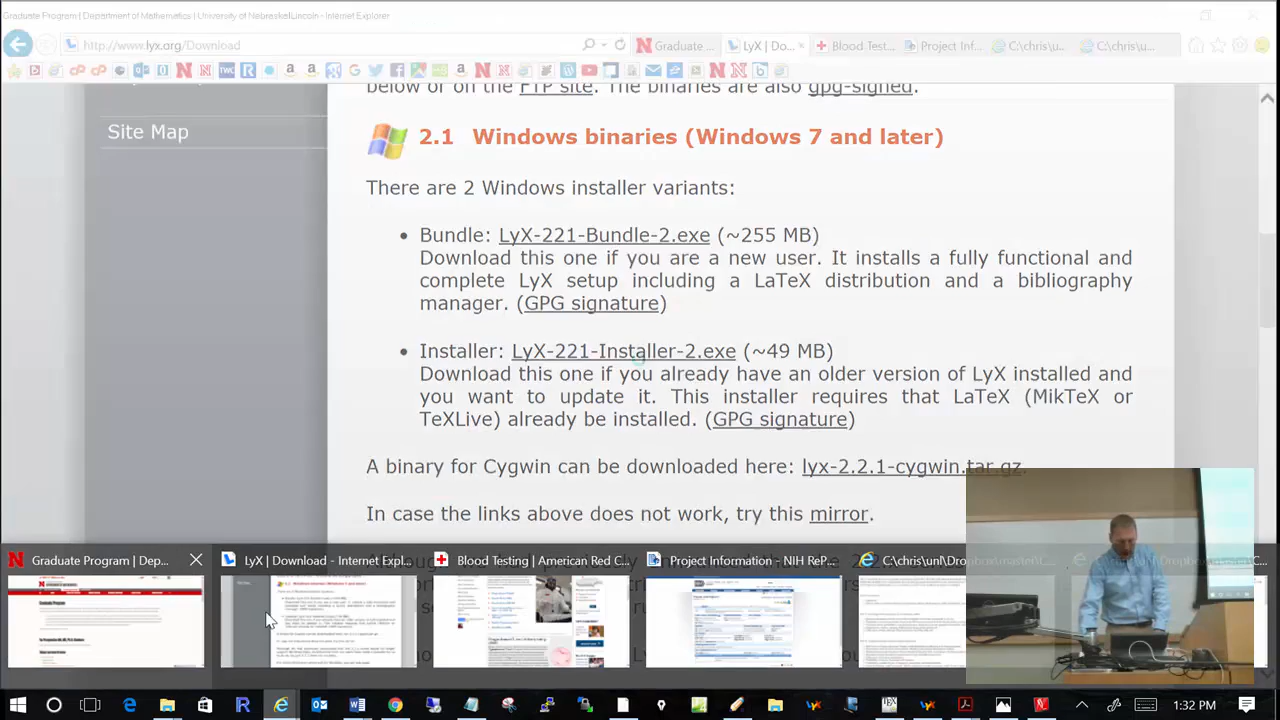 Graduate Program | Department of Mathematics | University of Nebraska-Lincoln - Internet Explorer
http://www.lyx.org/Download
Graduate ...
LyX | Do...
Blood Test...
Project Inf...
C:\chris\u...
C:\chris\u...
below or on the FTP site. The binaries are also gpg-signed.
Site Map
2.1 Windows binaries (Windows 7 and later)
There are 2 Windows installer variants:
• Bundle: LyX-221-Bundle-2.exe (~255 MB)
Download this one if you are a new user. It installs a fully functional and
complete LyX setup including a LaTeX distribution and a bibliography
manager. (GPG signature)
• Installer: LyX-221-Installer-2.exe (~49 MB)
Download this one if you already have an older version of LyX installed and
you want to update it. This installer requires that LaTeX (MikTeX or
TeXLive) already be installed. (GPG signature)
A binary for Cygwin can be downloaded here: lyx-2.2.1-cygwin.tar.gz.
In case the links above does not work, try this mirror.
Graduate Program | Dep...
LyX | Download - Internet Expl...
Blood Testing | American Red C...
Project Information - NIH RePO...
1:32 PM